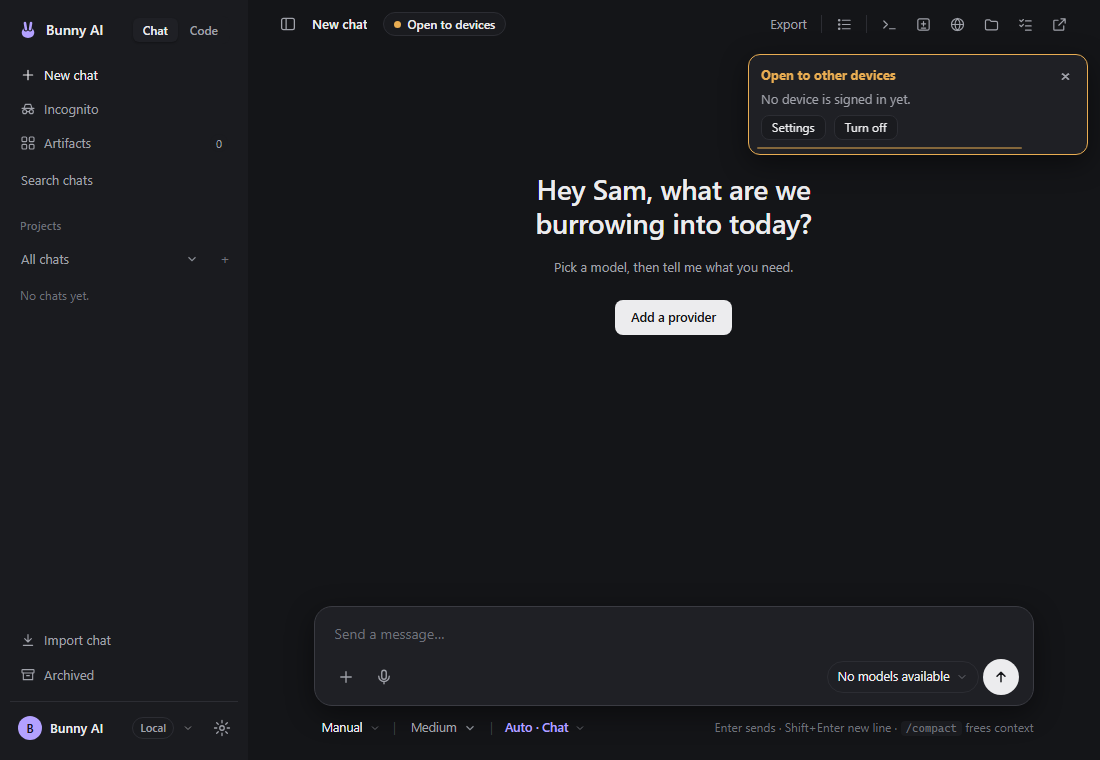 Bunny AI
Chat
Code
New chat
Incognito
Artifacts
0
Search chats
Projects
All chats
+
No chats yet.
Import chat
Archived
B
Bunny AI
Local
New chat
Open to devices
Export
Open to other devices
No device is signed in yet.
Settings
Turn off
Hey Sam, what are we
burrowing into today?
Pick a model, then tell me what you need.
Add a provider
Send a message...
No models available
Manual
Medium
Auto · Chat
Enter sends · Shift+Enter new line · /compact frees context